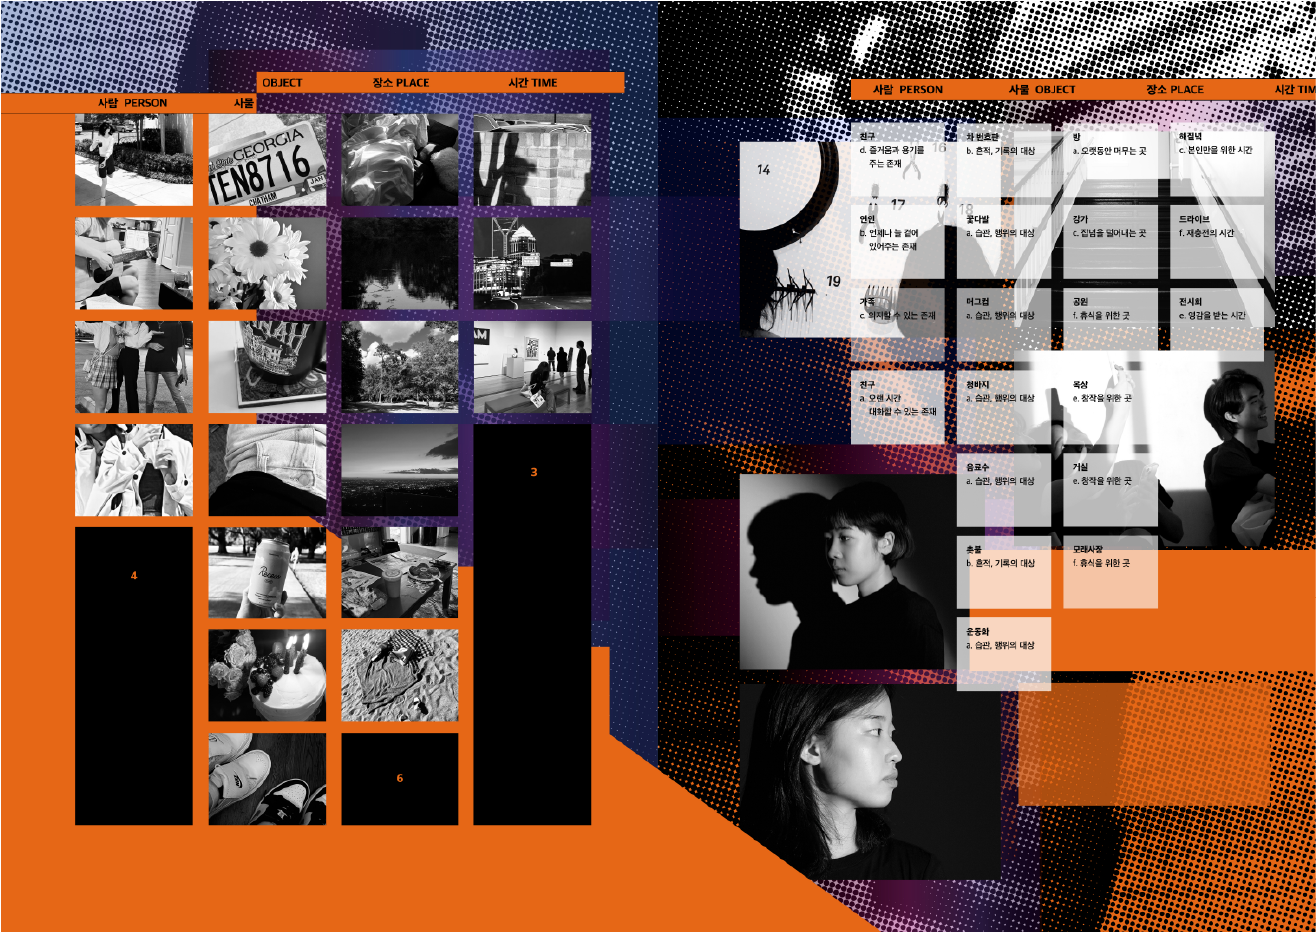 OBJECT 장소 PLACE 시간 TIME
사람 PERSON 사물
GEORGIA
TEN8716
JAN
CHATHAM
3
4
6
사람 PERSON 사물 OBJECT 장소 PLACE 시간 TIM
14
16
17
18
19
친구
d. 즐거움과 용기를
주는 존재
차 번호판
b. 흔적, 기록의 대상
방
a. 오랫동안 머무는 곳
해질녘
c. 본인만을 위한 시간
연인
b. 언제나 늘 곁에
있어주는 존재
꽃다발
a. 습관, 행위의 대상
강가
c. 잡념을 덜어내는 곳
드라이브
f. 재충전의 시간
가족
c. 의지할 수 있는 존재
머그컵
a. 습관, 행위의 대상
공원
f. 휴식을 위한 곳
전시회
e. 영감을 받는 시간
친구
a. 오랜 시간
대화할 수 있는 존재
청바지
a. 습관, 행위의 대상
옥상
e. 창작을 위한 곳
음료수
a. 습관, 행위의 대상
거실
e. 창작을 위한 곳
촛불
b. 흔적, 기록의 대상
모래사장
f. 휴식을 위한 곳
운동화
a. 습관, 행위의 대상